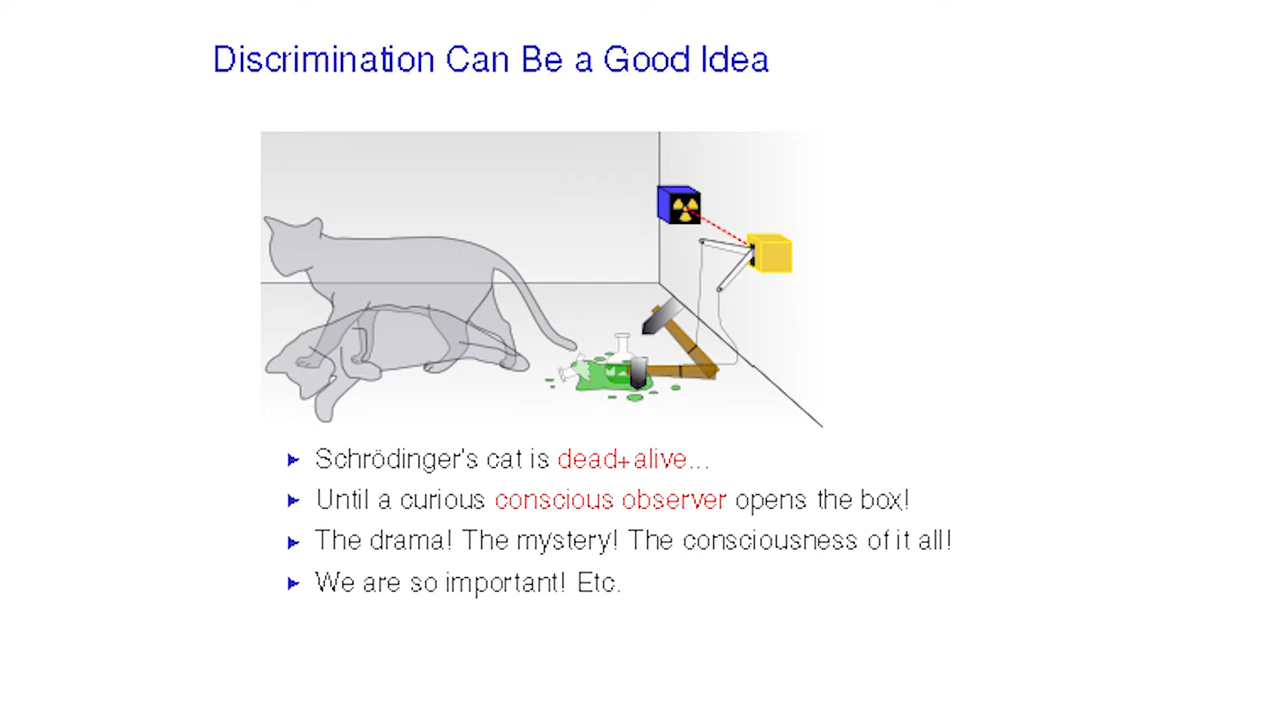 Discrimination Can Be a Good Idea
Schrödinger's cat is dead+alive...
Until a curious conscious observer opens the box!
The drama! The mystery! The consciousness of it all!
We are so important! Etc.